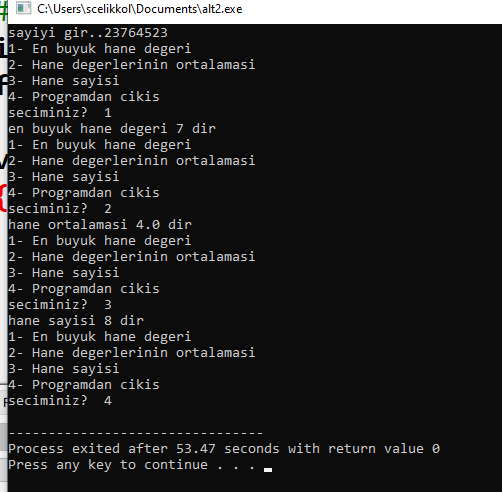 C:\Users\scelikkol\Documents\alt2.exe
sayiyi gir..23764523
1- En buyuk hane degeri
2- Hane degerlerinin ortalamasi
3- Hane sayisi
4- Programdan cikis
seciminiz?  1
en buyuk hane degeri 7 dir
1- En buyuk hane degeri
2- Hane degerlerinin ortalamasi
3- Hane sayisi
4- Programdan cikis
seciminiz?  2
hane ortalamasi 4.0 dir
1- En buyuk hane degeri
2- Hane degerlerinin ortalamasi
3- Hane sayisi
4- Programdan cikis
seciminiz?  3
hane sayisi 8 dir
1- En buyuk hane degeri
2- Hane degerlerinin ortalamasi
3- Hane sayisi
4- Programdan cikis
seciminiz?  4
--------------------------------
Process exited after 53.47 seconds with return value 0
Press any key to continue . . .